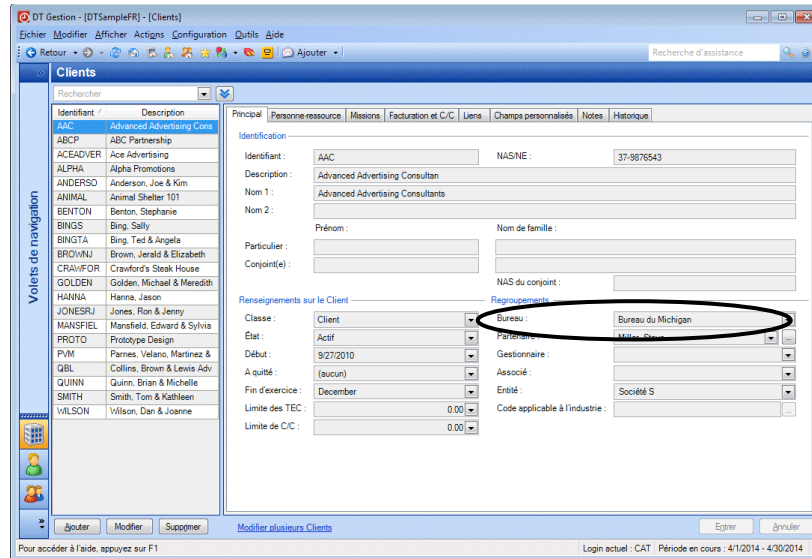 DT Gestion - [DTSampleFR] - [Clients]
Fichier Modifier Afficher Actions Configuration Outils Aide
Retour Ajouter Recherche d'assistance
Clients
Rechercher
Identifiant Description
AAC Advanced Advertising Cons
ABCP ABC Partnership
ACEADVER Ace Advertising
ALPHA Alpha Promotions
ANDERSO Anderson, Joe & Kim
ANIMAL Animal Shelter 101
BENTON Benton, Stephanie
BINGS Bing, Sally
BINGTA Bing, Ted & Angela
BROWNJ Brown, Jerald & Elizabeth
CRAWFOR Crawford's Steak House
GOLDEN Golden, Michael & Meredith
HANNA Hanna, Jason
JONESRJ Jones, Ron & Jenny
MANSFIEL Mansfield, Edward & Sylvia
PROTO Prototype Design
PVM Parnes, Velano, Martinez &
QBL Collins, Brown & Lewis Adv
QUINN Quinn, Brian & Michelle
SMITH Smith, Tom & Kathleen
WILSON Wilson, Dan & Joanne
Volets de navigation
Principal Personne-ressource Missions Facturation et C/C Liens Champs personnalisés Notes Historique
Identification
Identifiant : AAC NAS/NE : 37-9876543
Description : Advanced Advertising Consultan
Nom 1 : Advanced Advertising Consultants
Nom 2 :
Prénom : Nom de famille :
Particulier :
Conjoint(e) :
NAS du conjoint :
Renseignements sur le Client Regroupements
Classe : Client Bureau : Bureau du Michigan
État : Actif Partenaire : Miller, Steve
Début : 9/27/2010 Gestionnaire :
A quitté : (aucun) Associé :
Fin d'exercice : December Entité : Société S
Limite des TEC : 0.00 Code applicable à l'industrie :
Limite de C/C : 0.00
Ajouter Modifier Supprimer Modifier plusieurs Clients Entrer Annuler
Pour accéder à l'aide, appuyez sur F1 Login actuel : CAT Période en cours : 4/1/2014 - 4/30/2014